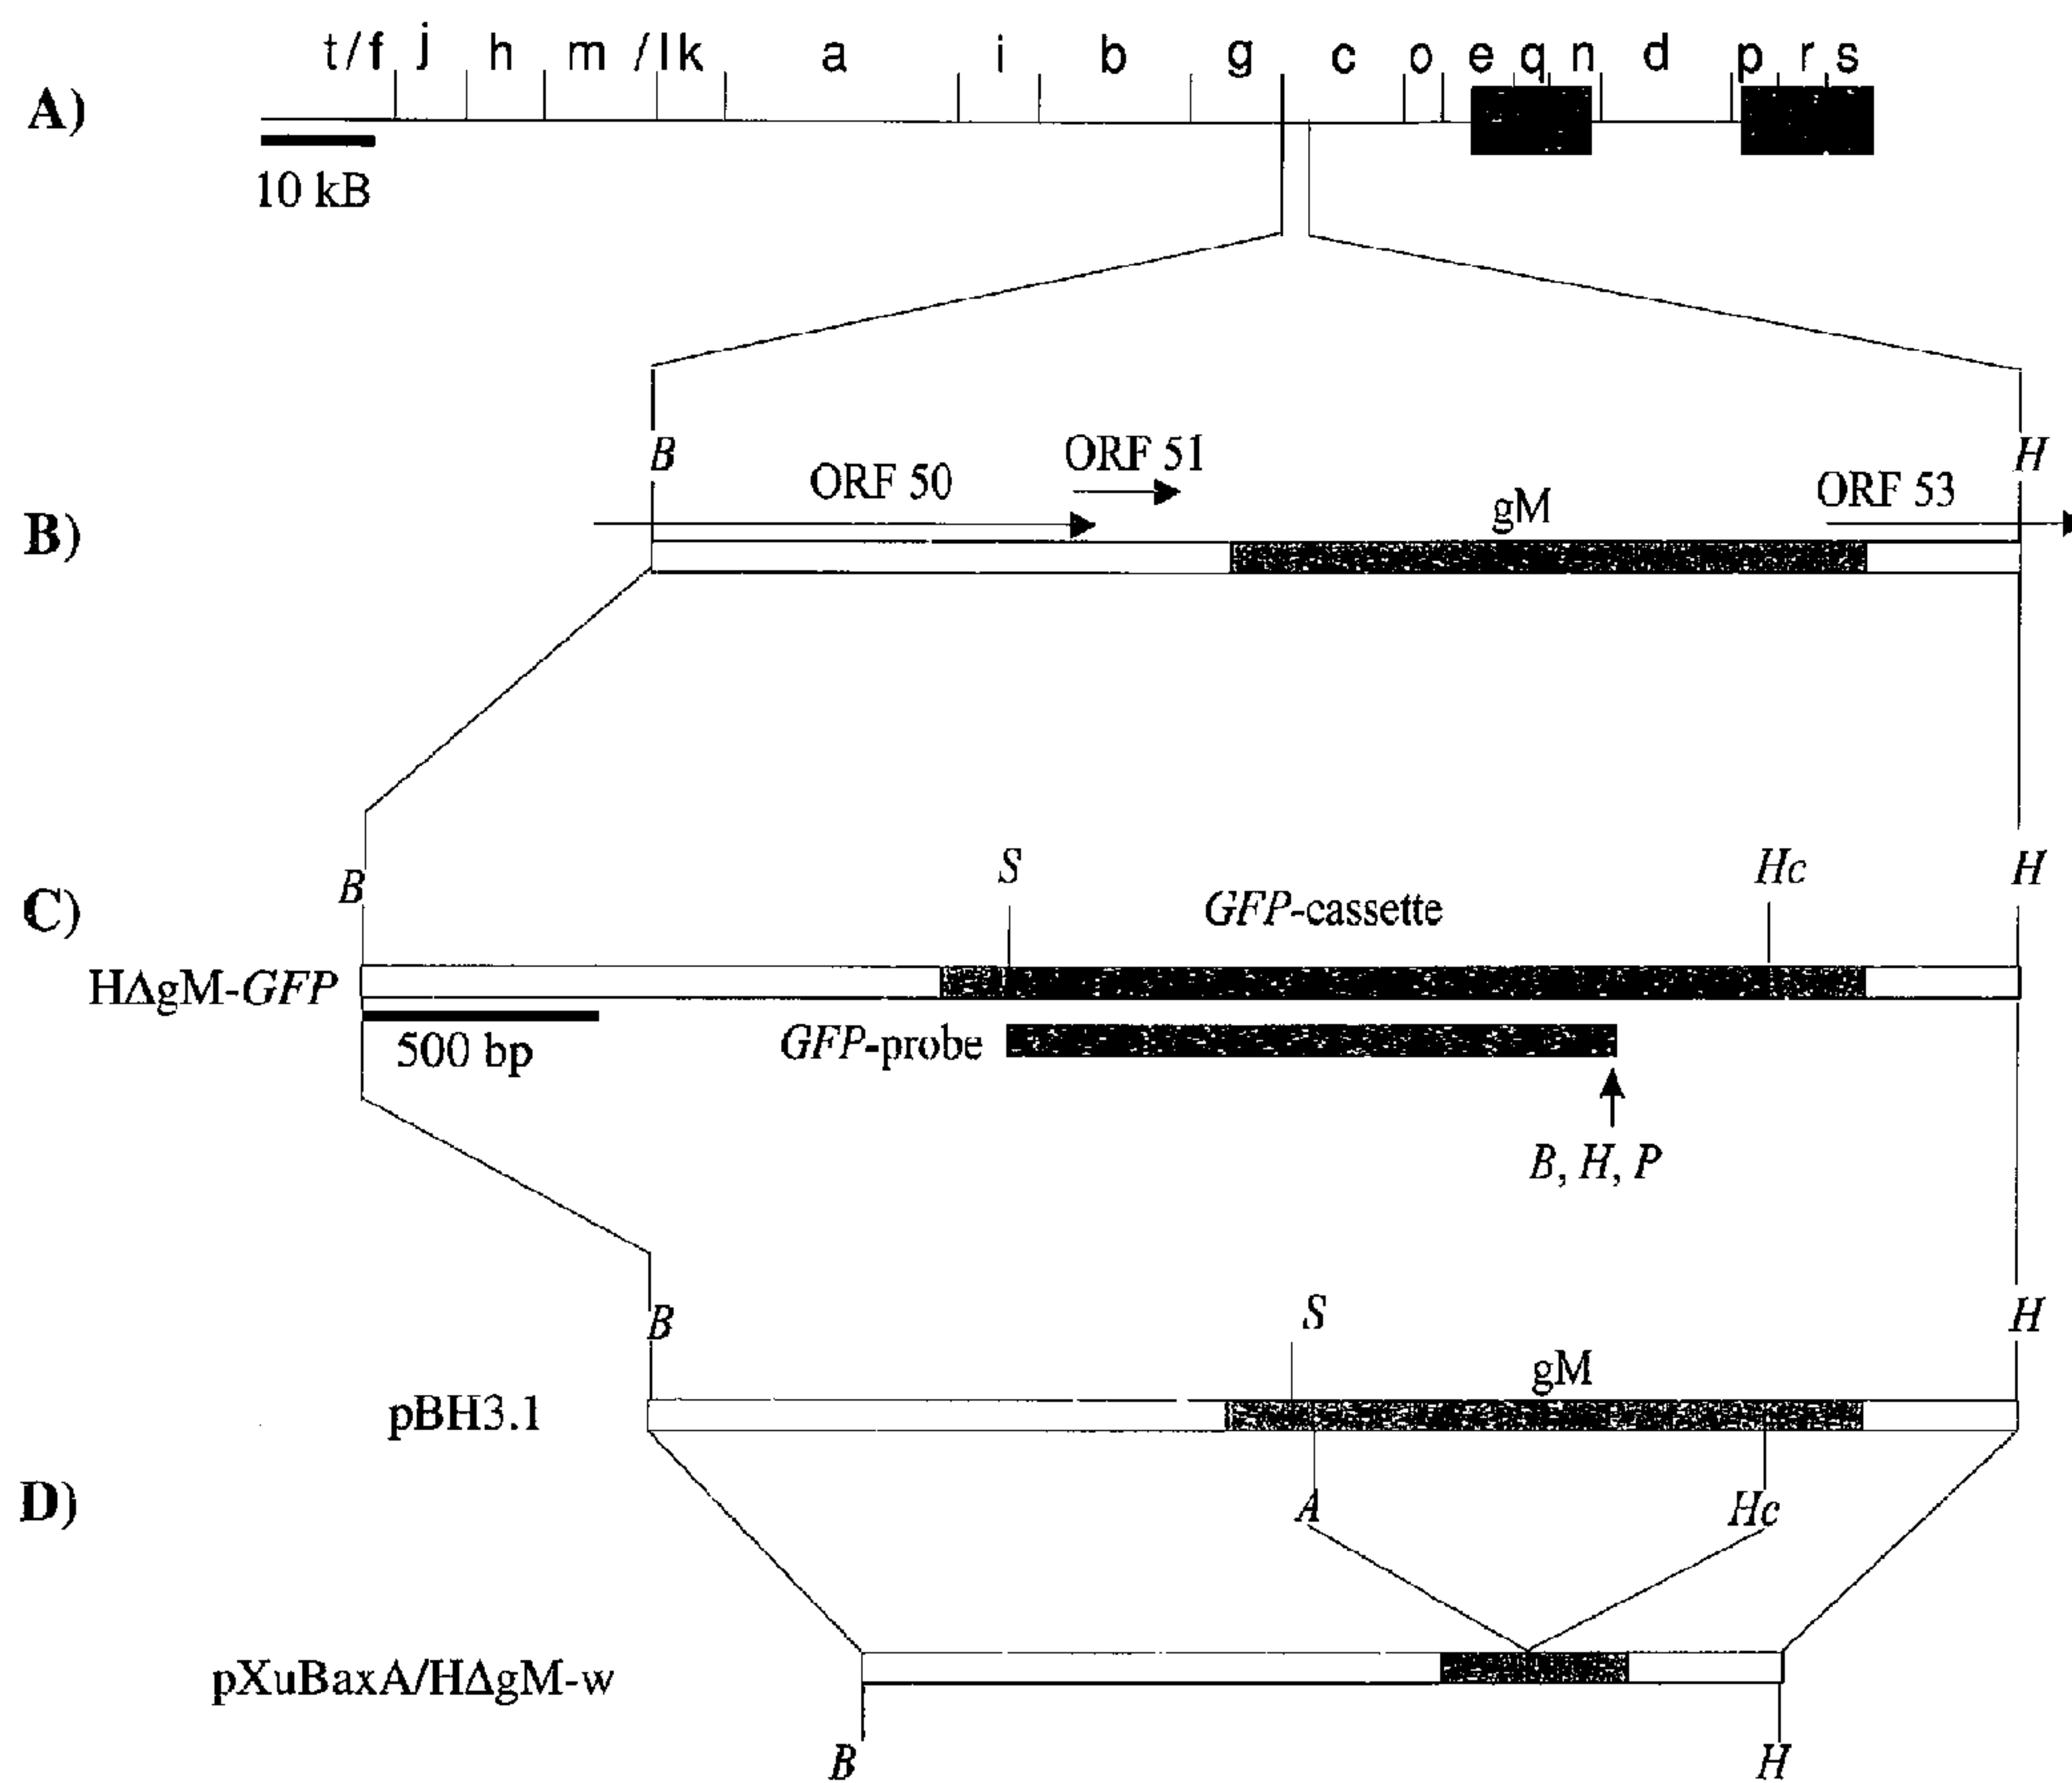 t/f j h m /lk a i b g c o e q n d p r s
A)
10 kB
B
ORF 50
ORF 51
gM
ORF 53
H
B)
B
S
GFP-cassette
Hc
H
C)
HΔgM-GFP
500 bp
GFP-probe
B, H, P
B
S
gM
H
pBH3.1
D)
A
Hc
pXuBaxA/HΔgM-w
B
H